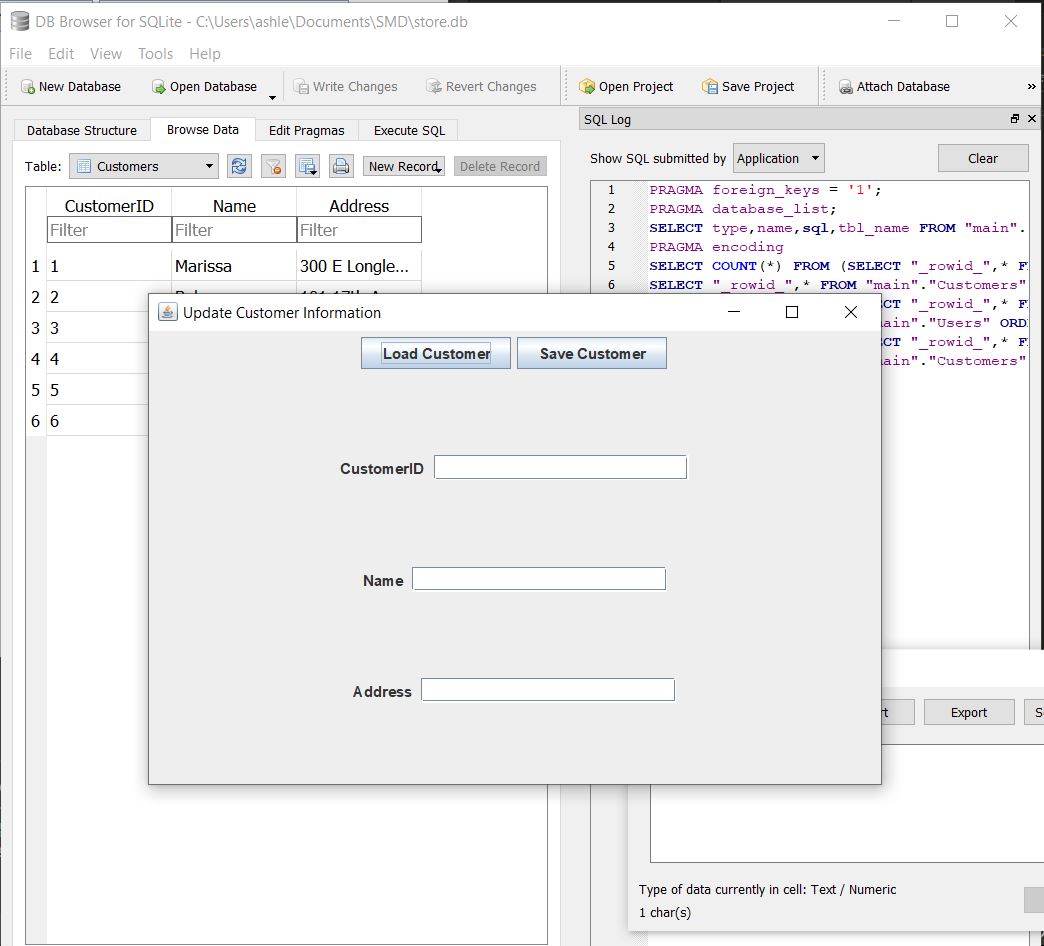 DB Browser for SQLite - C:\Users\ashle\Documents\SMD\store.db
File Edit View Tools Help
New Database Open Database Write Changes Revert Changes Open Project Save Project Attach Database »
Database Structure Browse Data Edit Pragmas Execute SQL
Table: Customers New Record Delete Record
CustomerID Name Address
Filter Filter Filter
1 1 Marissa 300 E Longle...
2 2
3 3
4 4
5 5
6 6
SQL Log
Show SQL submitted by Application Clear
1 PRAGMA foreign_keys = '1';
2 PRAGMA database_list;
3 SELECT type,name,sql,tbl_name FROM "main".
4 PRAGMA encoding
5 SELECT COUNT(*) FROM (SELECT "_rowid_",* F
6 SELECT "_rowid_",* FROM "main"."Customers"
CT "_rowid_",* F
ain"."Users" ORD
CT "_rowid_",* F
ain"."Customers"
Update Customer Information
Load Customer Save Customer
CustomerID
Name
Address
rt Export S
Type of data currently in cell: Text / Numeric
1 char(s)